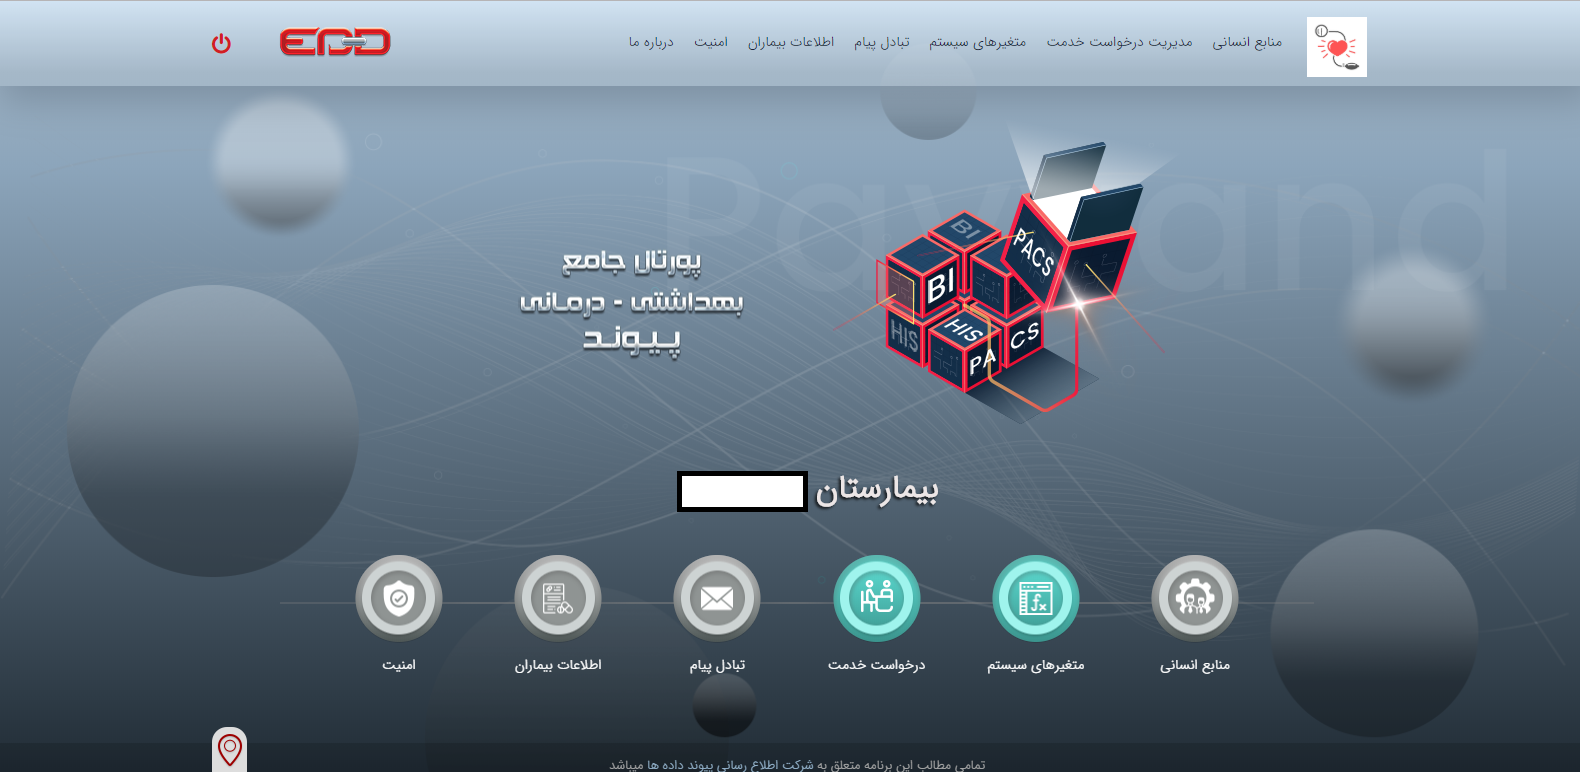 منابع انسانی مدیریت درخواست خدمت متغیرهای سیستم تبادل پیام اطلاعات بیماران امنیت درباره ما
Payvand
پورتال جامع
بهداشتی - درمانی
پیوند
BI
PACS
BI
HIS
HIS
PA
CS
بیمارستان
منابع انسانی متغیرهای سیستم درخواست خدمت تبادل پیام اطلاعات بیماران امنیت
تمامی مطالب این برنامه متعلق به شرکت اطلاع رسانی پیوند داده ها میباشد